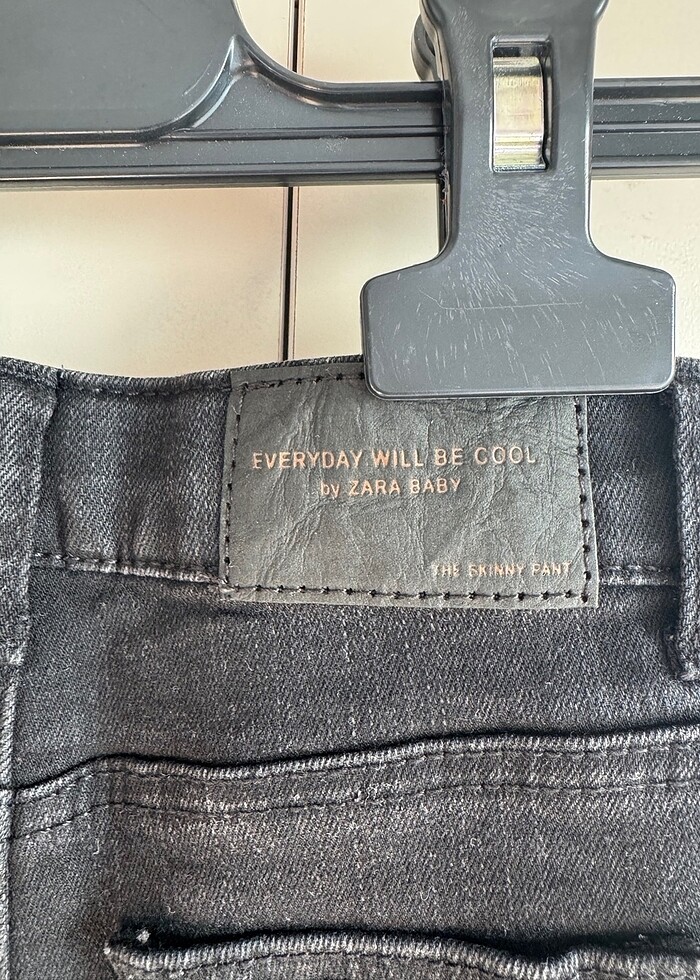 EVERYDAY WILL BE COOL
by ZARA BABY
THE SKINNY PANT